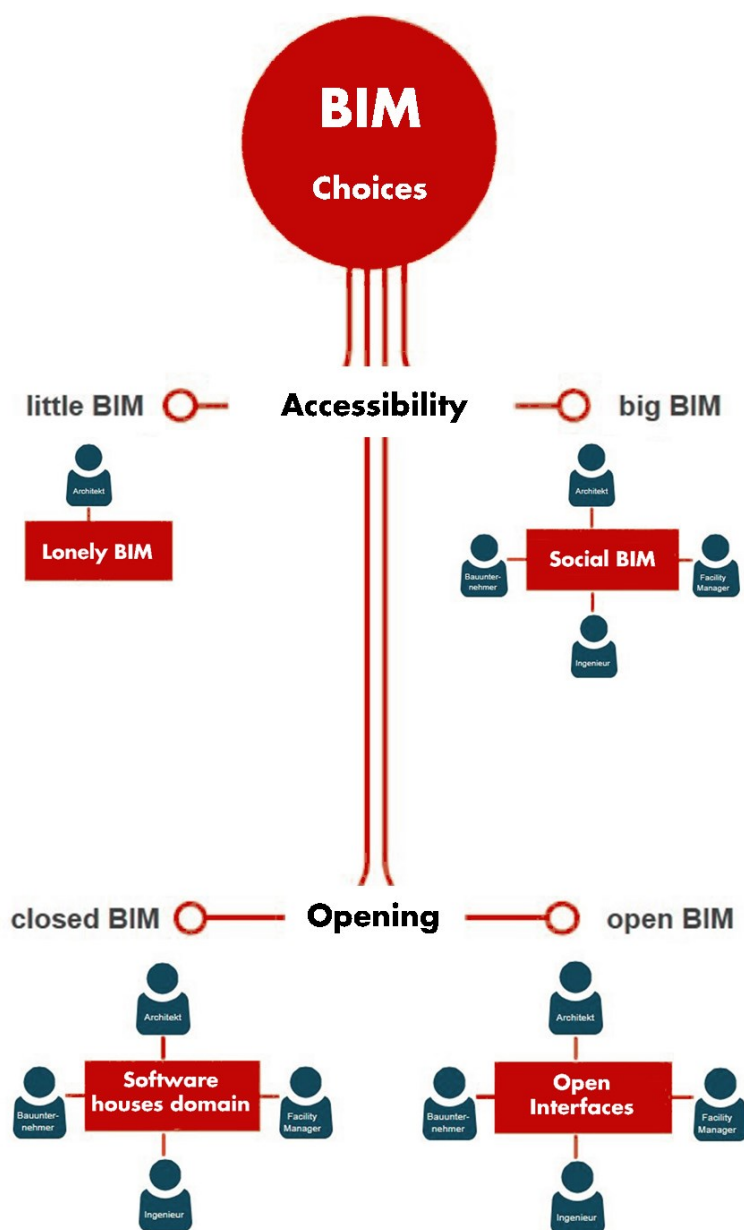 BIM
Choices
little BIM
Accessibility
big BIM
Architekt
Lonely BIM
Architekt
Bauunter-
nehmer
Social BIM
Facility
Manager
Ingenieur
closed BIM
Opening
open BIM
Architekt
Bauunter-
nehmer
Software
houses domain
Facility
Manager
Ingenieur
Architekt
Bauunter-
nehmer
Open
Interfaces
Facility
Manager
Ingenieur